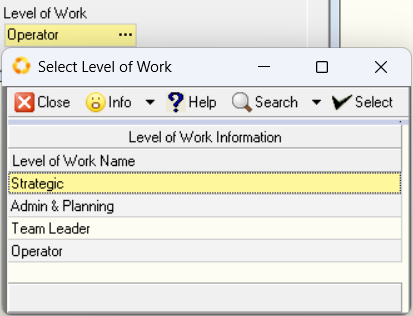 Level of Work
Operator ...
Select Level of Work
Close Info Help Search Select
Level of Work Information
Level of Work Name
Strategic
Admin & Planning
Team Leader
Operator